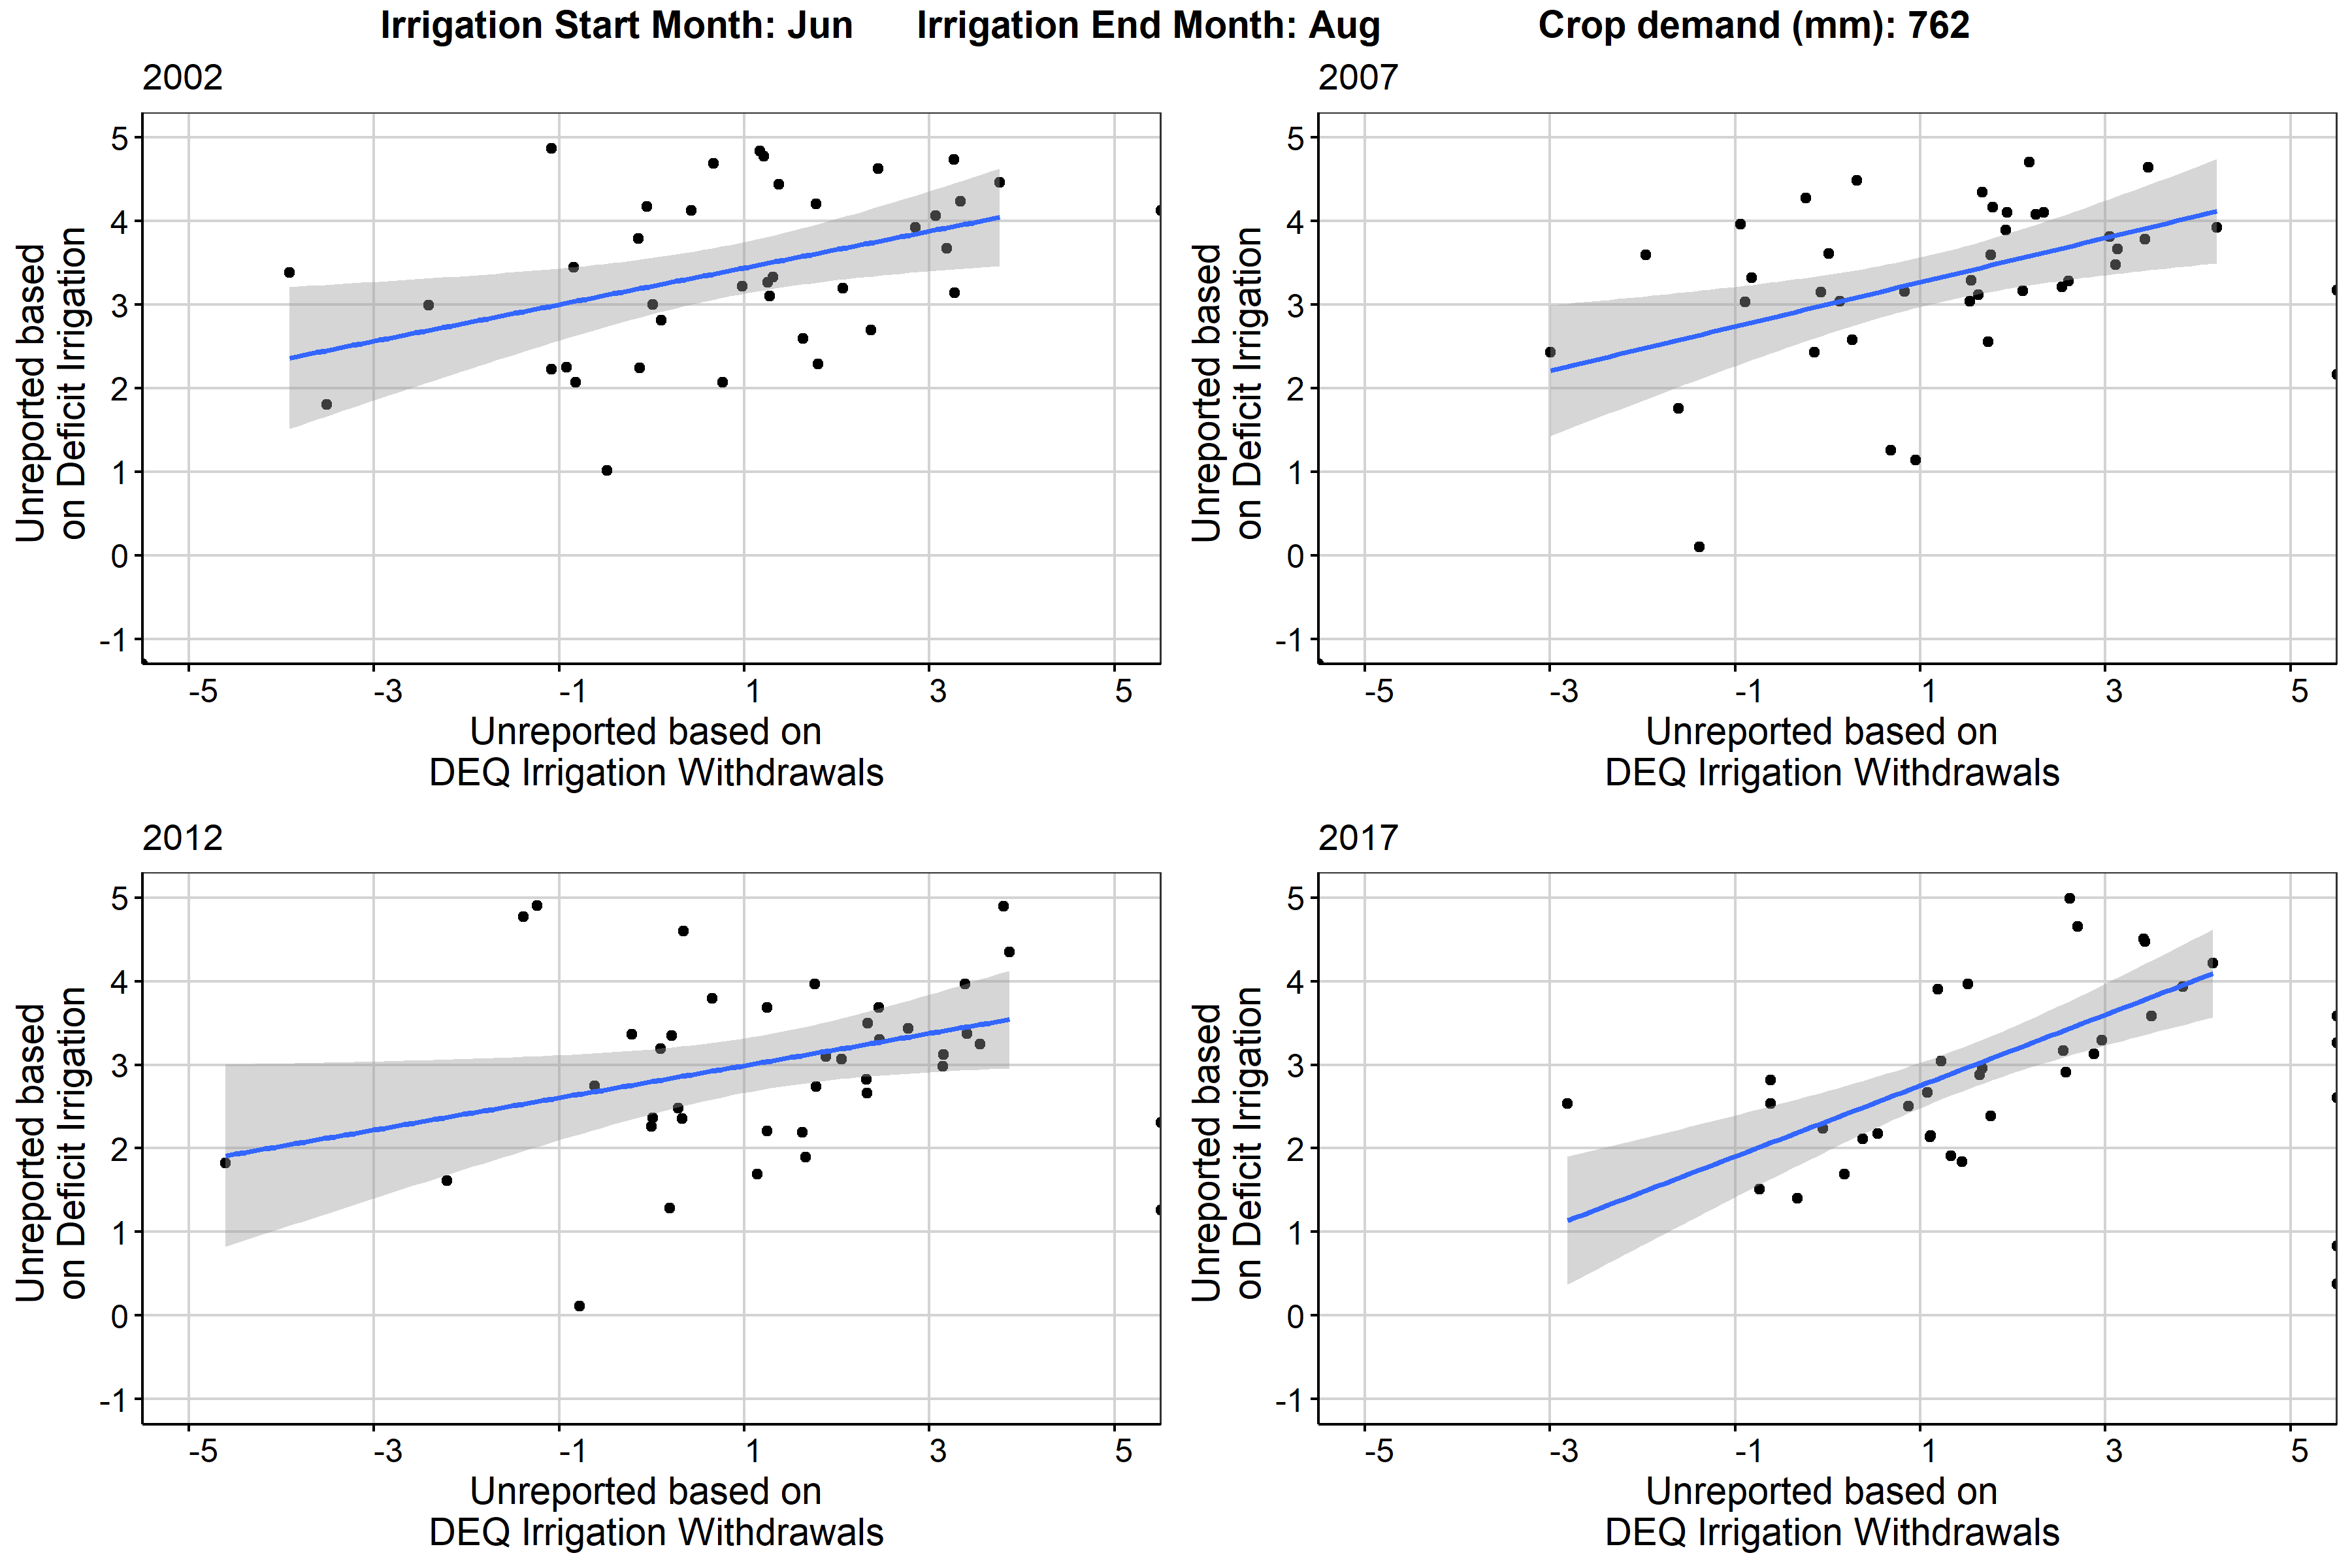 Irrigation Start Month: Jun Irrigation End Month: Aug Crop demand (mm): 762
2002
5
4
3
2
1
0
-1
Unreported based
on Deficit Irrigation
-5 -3 -1 1 3 5
Unreported based on
DEQ Irrigation Withdrawals
2007
5
4
3
2
1
0
-1
Unreported based
on Deficit Irrigation
-5 -3 -1 1 3 5
Unreported based on
DEQ Irrigation Withdrawals
2012
5
4
3
2
1
0
-1
Unreported based
on Deficit Irrigation
-5 -3 -1 1 3 5
Unreported based on
DEQ Irrigation Withdrawals
2017
5
4
3
2
1
0
-1
Unreported based
on Deficit Irrigation
-5 -3 -1 1 3 5
Unreported based on
DEQ Irrigation Withdrawals